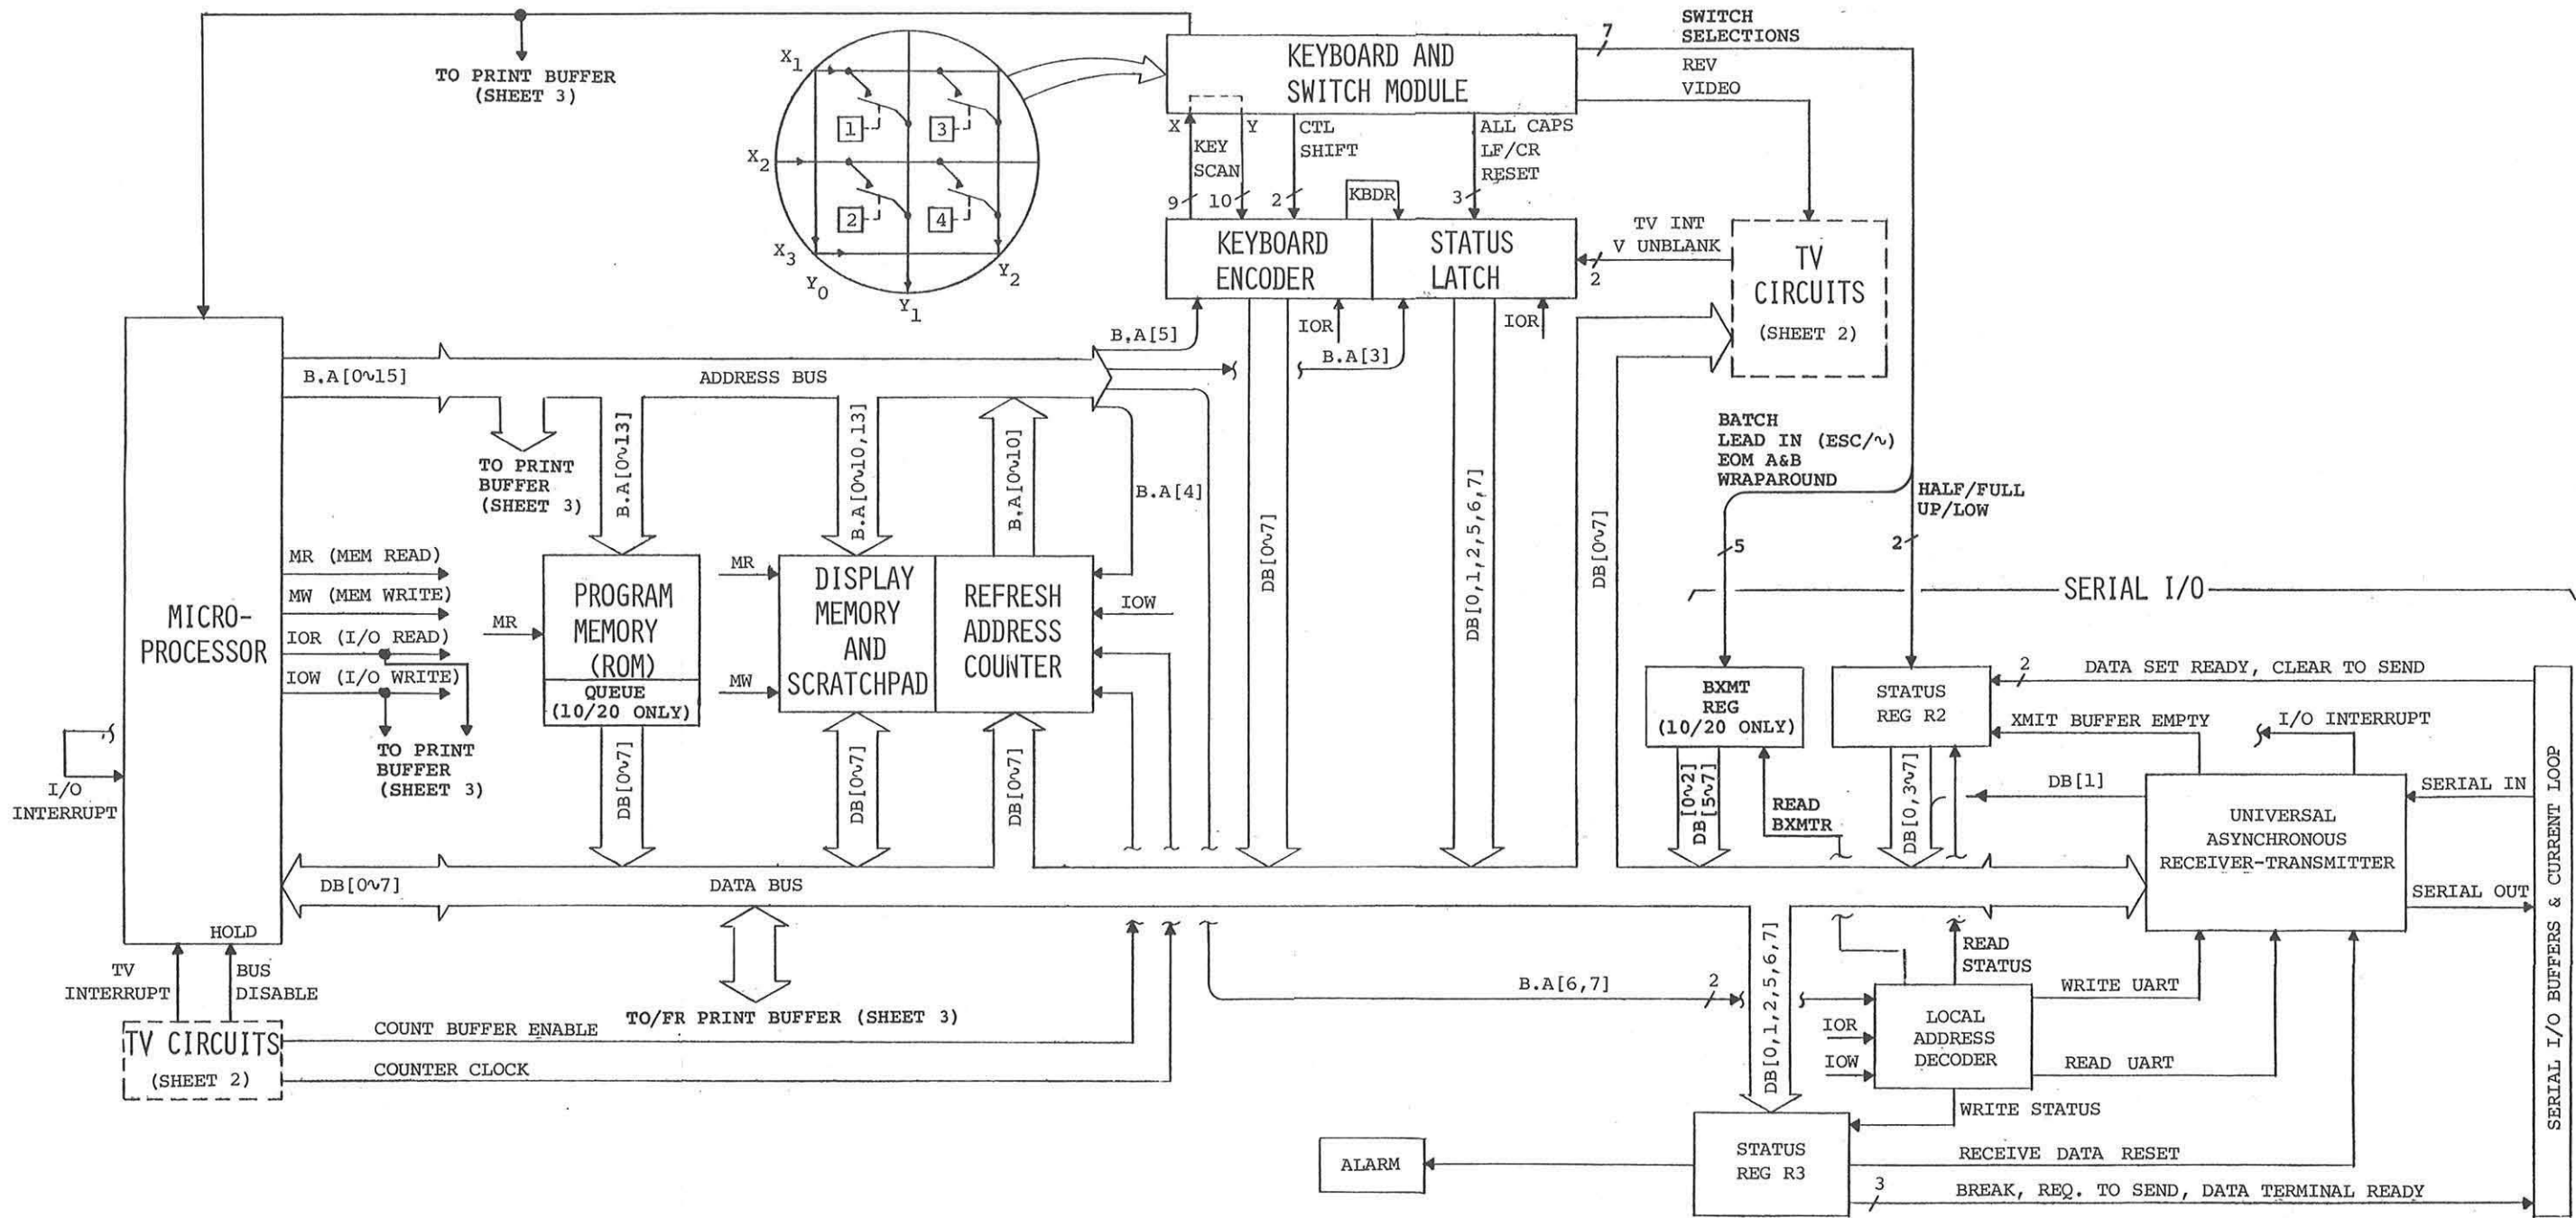 TO PRINT BUFFER
(SHEET 3)
X1
X2
X3
Y0
Y1
Y2
1
3
2
4
KEYBOARD AND
SWITCH MODULE
7
SWITCH
SELECTIONS
REV
VIDEO
X
Y
KEY
SCAN
9
10
CTL
SHIFT
2
KBDR
ALL CAPS
LF/CR
RESET
3
KEYBOARD
ENCODER
STATUS
LATCH
TV INT
V UNBLANK
2
TV
CIRCUITS
(SHEET 2)
IOR
IOR
B.A[5]
B.A[3]
B.A[0∿15]
ADDRESS BUS
TO PRINT
BUFFER
(SHEET 3)
B.A[0∿13]
B.A[0∿10,13]
B.A[0∿10]
B.A[4]
DB[0∿7]
DB[0,1,2,5,6,7]
DB[0∿7]
BATCH
LEAD IN (ESC/∿)
EOM A&B
WRAPAROUND
HALF/FULL
UP/LOW
5
2
SERIAL I/O
MICRO-
PROCESSOR
MR (MEM READ)
MW (MEM WRITE)
IOR (I/O READ)
IOW (I/O WRITE)
TO PRINT
BUFFER
(SHEET 3)
MR
PROGRAM
MEMORY
(ROM)
QUEUE
(10/20 ONLY)
MR
MW
DISPLAY
MEMORY
AND
SCRATCHPAD
REFRESH
ADDRESS
COUNTER
IOW
BXMT
REG
(10/20 ONLY)
STATUS
REG R2
2
DATA SET READY, CLEAR TO SEND
XMIT BUFFER EMPTY
I/O INTERRUPT
DB[1]
SERIAL IN
UNIVERSAL
ASYNCHRONOUS
RECEIVER-TRANSMITTER
SERIAL OUT
SERIAL I/O BUFFERS & CURRENT LOOP
I/O
INTERRUPT
DB[0∿7]
DB[0∿7]
DB[0∿7]
DB[0∿2]
DB[5∿7]
READ
BXMTR
DB[0,3∿7]
DB[0∿7]
DATA BUS
HOLD
TV
INTERRUPT
BUS
DISABLE
TV CIRCUITS
(SHEET 2)
COUNT BUFFER ENABLE
COUNTER CLOCK
TO/FR PRINT BUFFER (SHEET 3)
B.A[6,7]
2
DB[0,1,2,5,6,7]
READ
STATUS
IOR
IOW
LOCAL
ADDRESS
DECODER
WRITE UART
READ UART
WRITE STATUS
STATUS
REG R3
ALARM
RECEIVE DATA RESET
3
BREAK, REQ. TO SEND, DATA TERMINAL READY